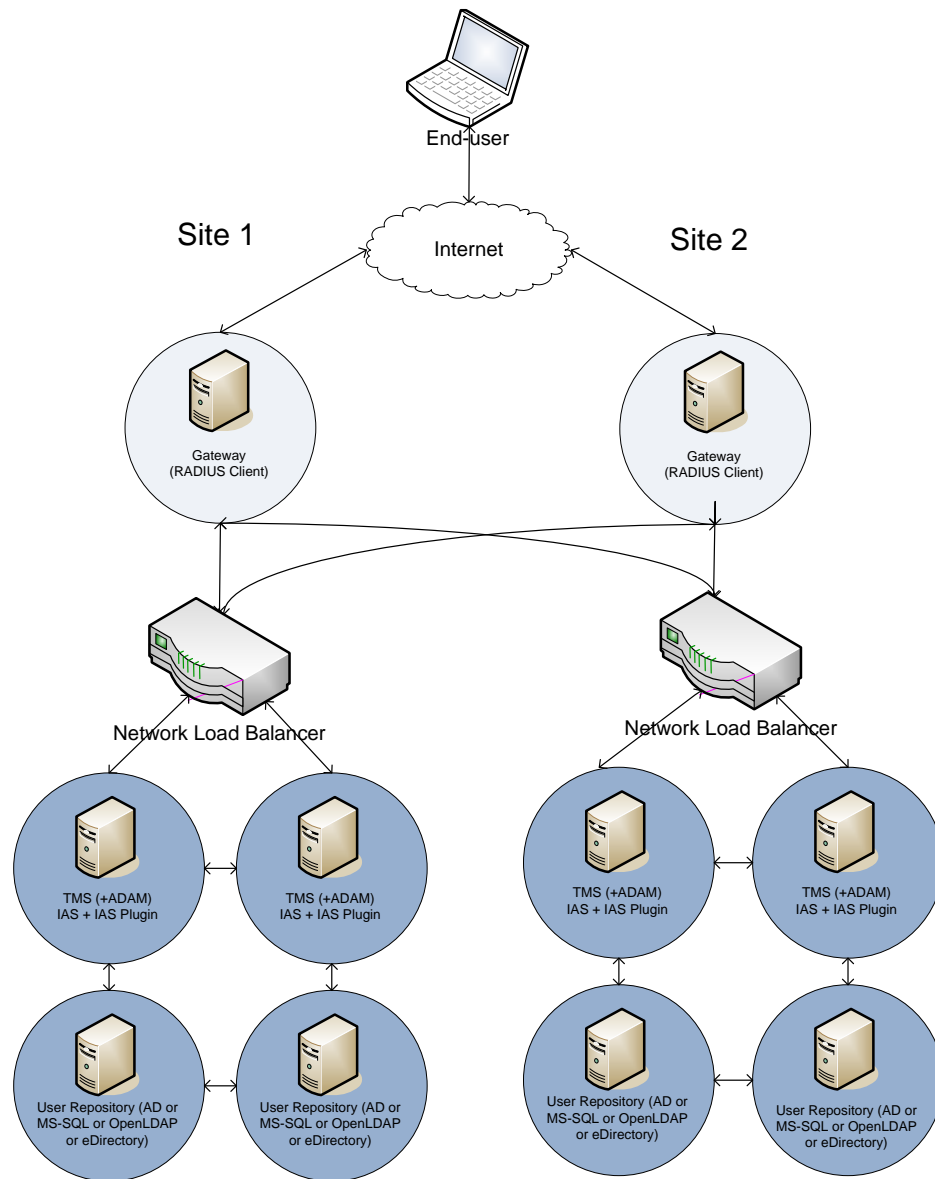 End-user
Site 1
Internet
Site 2
Gateway
(RADIUS Client)
Gateway
(RADIUS Client)
Network Load Balancer
Network Load Balancer
TMS (+ADAM)
IAS + IAS Plugin
TMS (+ADAM)
IAS + IAS Plugin
TMS (+ADAM)
IAS + IAS Plugin
TMS (+ADAM)
IAS + IAS Plugin
User Repository (AD or
MS-SQL or OpenLDAP
or eDirectory)
User Repository (AD or
MS-SQL or OpenLDAP
or eDirectory)
User Repository (AD or
MS-SQL or OpenLDAP
or eDirectory)
User Repository (AD or
MS-SQL or OpenLDAP
or eDirectory)